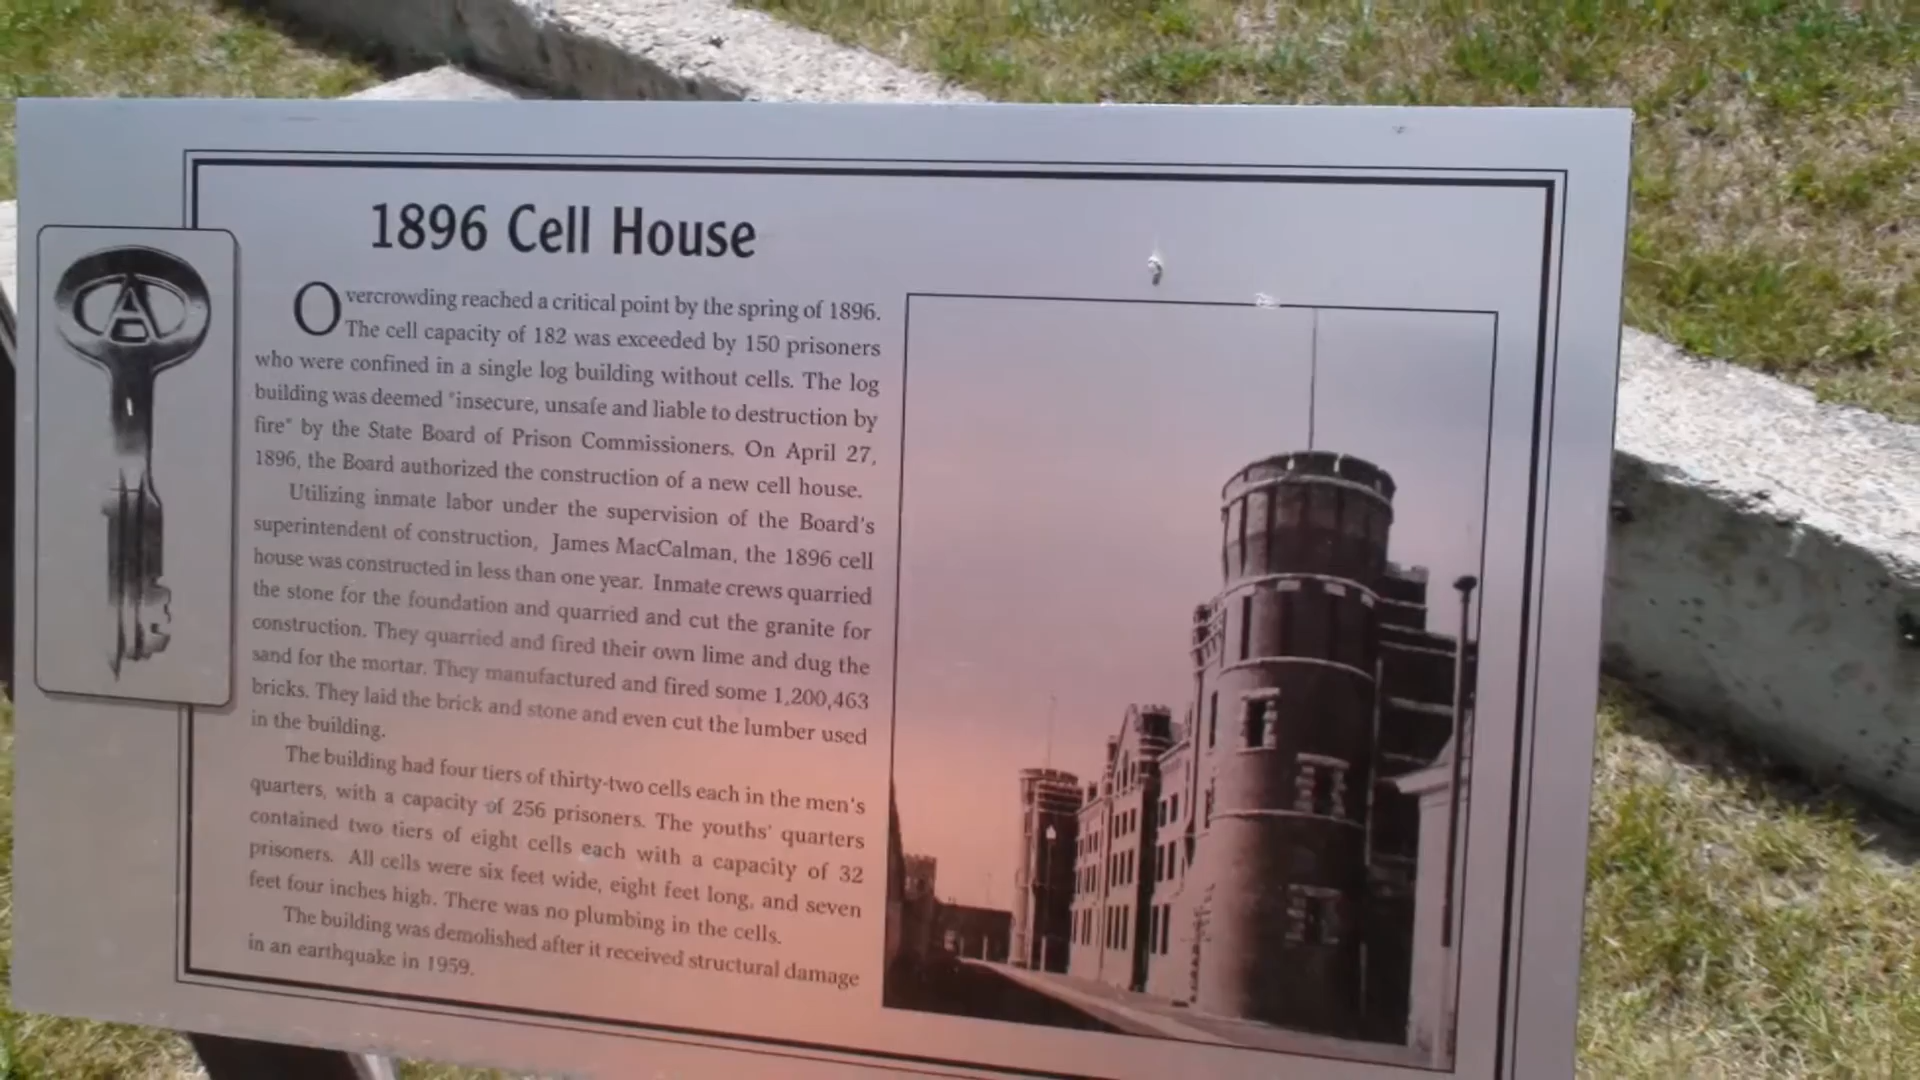 1896 Cell House
Overcrowding reached a critical point by the spring of 1896.
The cell capacity of 182 was exceeded by 150 prisoners
who were confined in a single log building without cells. The log
building was deemed "insecure, unsafe and liable to destruction by
fire" by the State Board of Prison Commissioners. On April 27,
1896, the Board authorized the construction of a new cell house.
Utilizing inmate labor under the supervision of the Board's
superintendent of construction, James MacCalman, the 1896 cell
house was constructed in less than one year. Inmate crews quarried
the stone for the foundation and quarried and cut the granite for
construction. They quarried and fired their own lime and dug the
sand for the mortar. They manufactured and fired some 1,200,463
bricks. They laid the brick and stone and even cut the lumber used
in the building.
The building had four tiers of thirty-two cells each in the men's
quarters, with a capacity of 256 prisoners. The youths' quarters
contained two tiers of eight cells each with a capacity of 32
prisoners. All cells were six feet wide, eight feet long, and seven
feet four inches high. There was no plumbing in the cells.
The building was demolished after it received structural damage
in an earthquake in 1959.